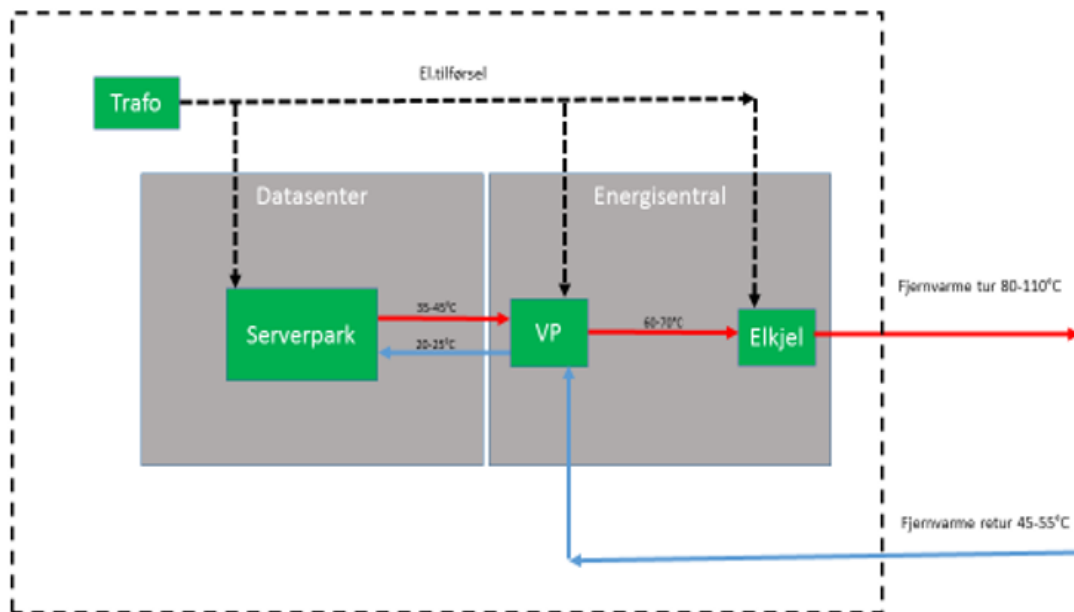 El.tilførsel
Trafo
Datasenter
Energisentral
Fjernvarme tur 80-110°C
35-45°C
60-70°C
Serverpark
VP
Elkjel
20-25°C
Fjernvarme retur 45-55°C